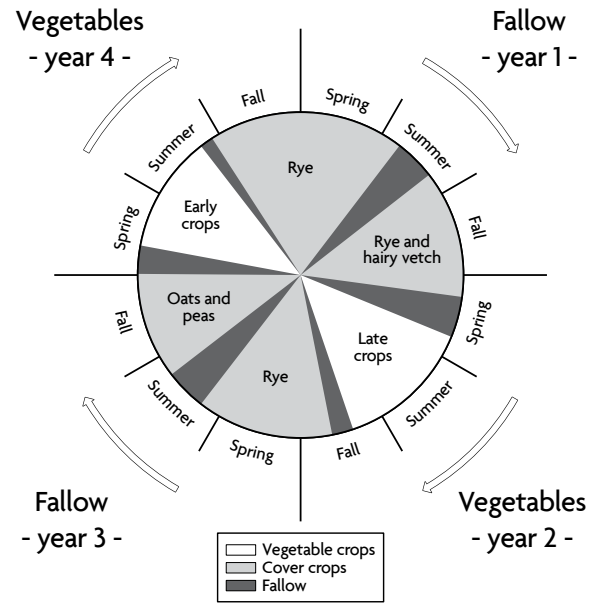 Vegetables
- year 4 -
Fallow
- year 1 -
Fall
Spring
Summer
Summer
Rye
Early
crops
Spring
Fall
Rye and
hairy vetch
Oats and
peas
Fall
Spring
Late
crops
Rye
Summer
Summer
Spring
Fall
Fallow
- year 3 -
Vegetables
- year 2 -
Vegetable crops
Cover crops
Fallow